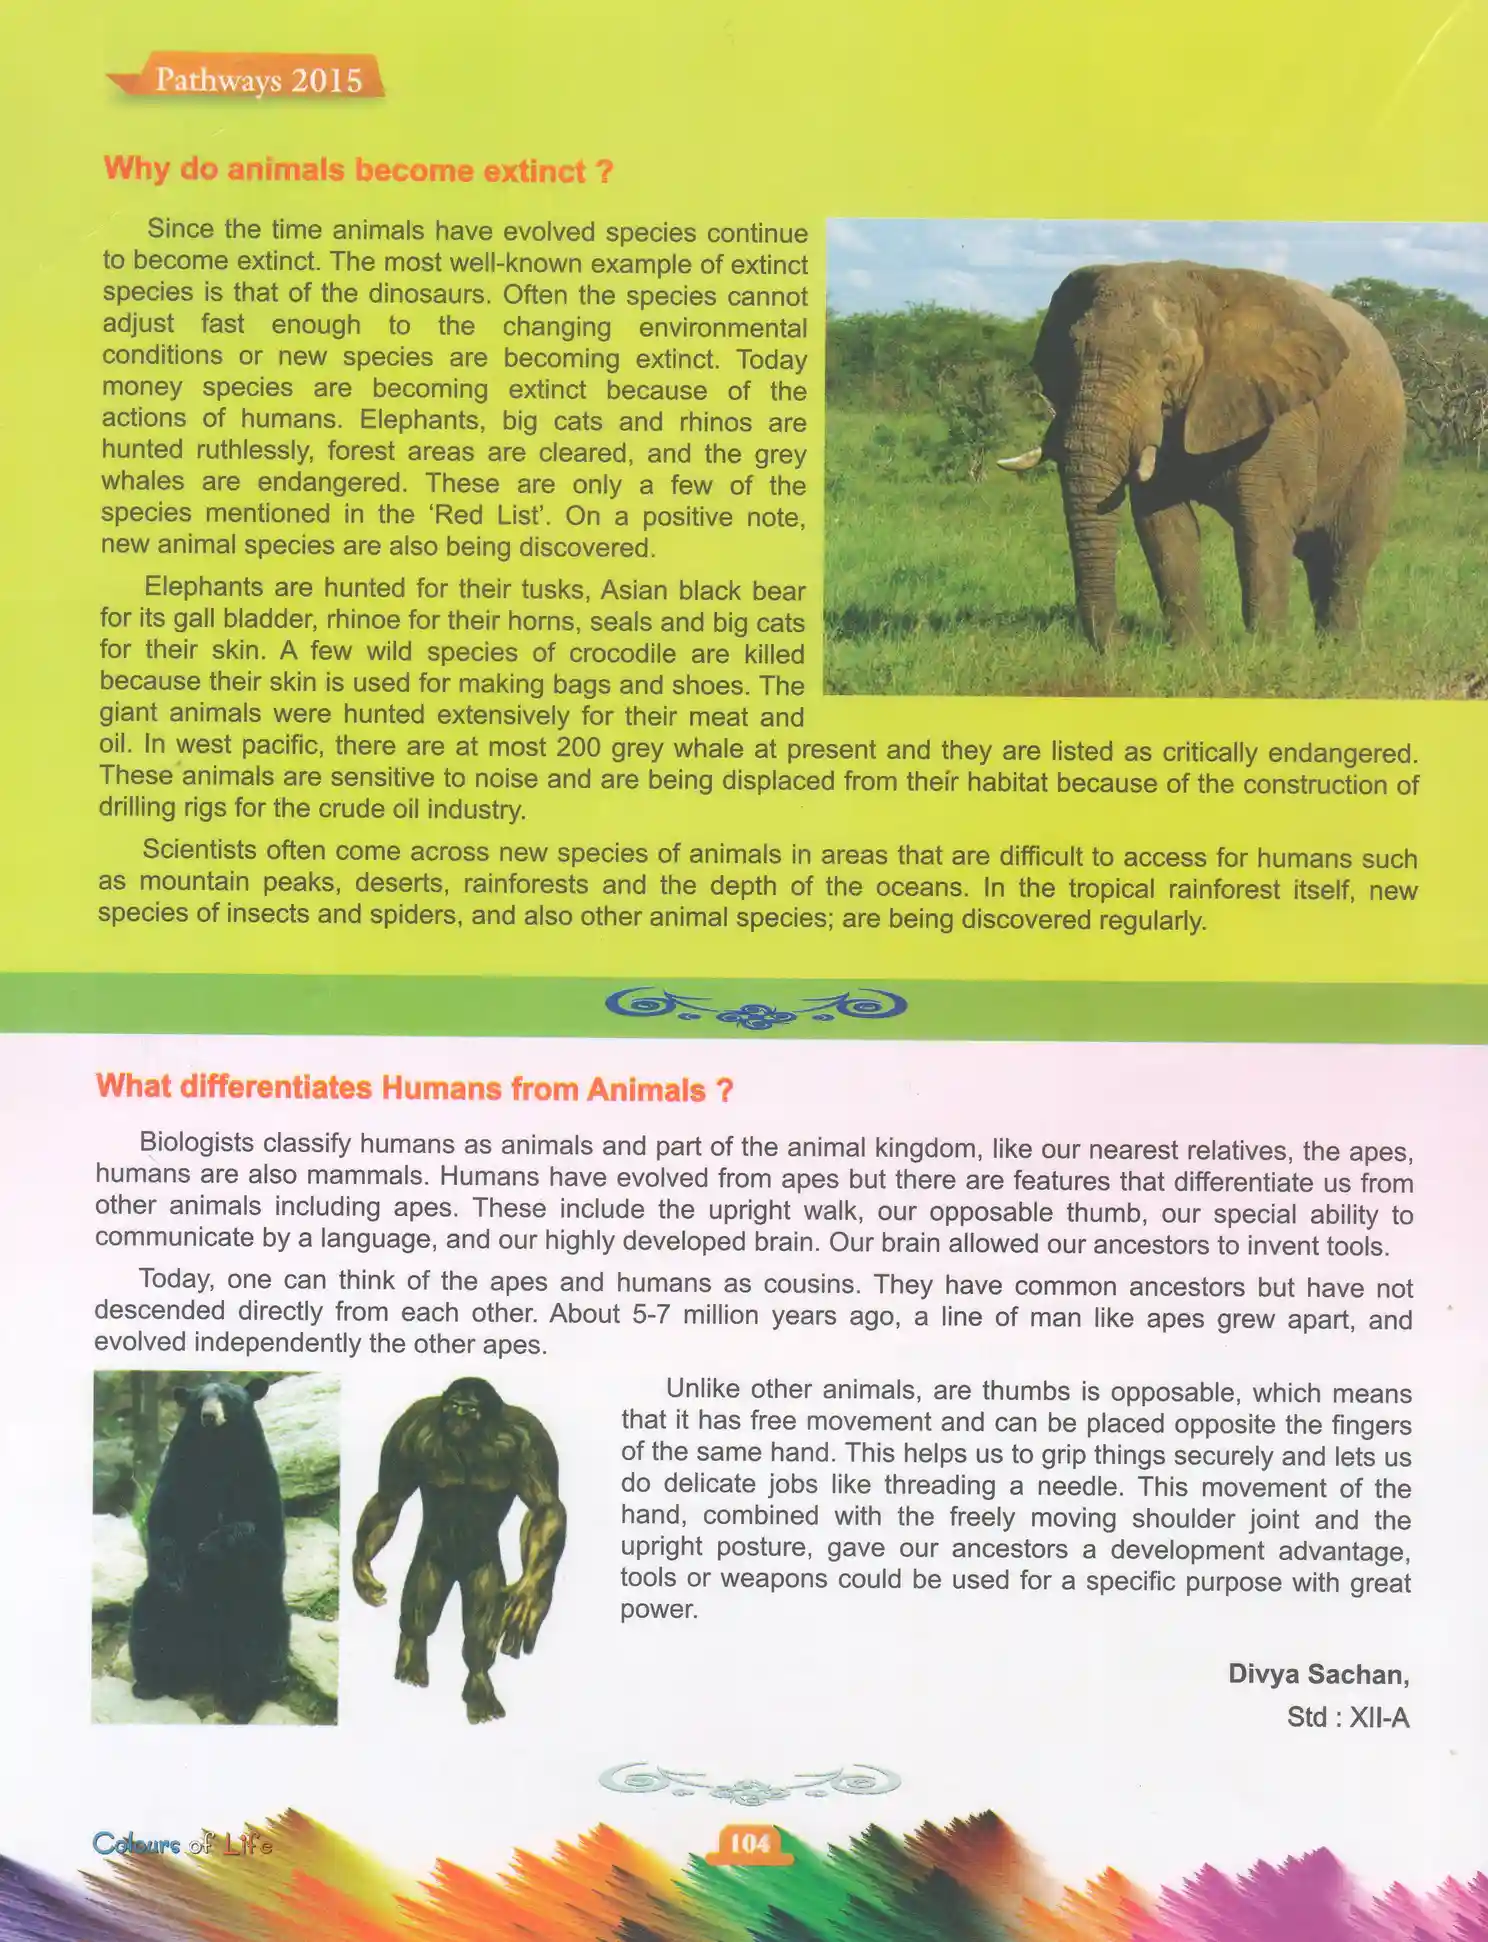 Pathways 2015
Why do animals become extinct ?
Since the time animals have evolved species continue
to become extinct. The most well-known example of extinct
species is that of the dinosaurs. Often the species cannot
adjust fast enough to the changing environmental
conditions or new species are becoming extinct. Today
money species are becoming extinct because of the
actions of humans. Elephants, big cats and rhinos are
hunted ruthlessly, forest areas are cleared, and the grey
whales are endangered. These are only a few of the
species mentioned in the ‘Red List’. On a positive note,
new animal species are also being discovered.
Elephants are hunted for their tusks, Asian black bear
for its gall bladder, rhinoe for their horns, seals and big cats
for their skin. A few wild species of crocodile are killed
because their skin is used for making bags and shoes. The
giant animals were hunted extensively for their meat and
oil. In west pacific, there are at most 200 grey whale at present and they are listed as critically endangered.
These animals are sensitive to noise and are being displaced from their habitat because of the construction of
drilling rigs for the crude oil industry.
Scientists often come across new species of animals in areas that are difficult to access for humans such
as mountain peaks, deserts, rainforests and the depth of the oceans. In the tropical rainforest itself, new
species of insects and spiders, and also other animal species; are being discovered regularly.
What differentiates Humans from Animals ?
Biologists classify humans as animals and part of the animal kingdom, like our nearest relatives, the apes,
humans are also mammals. Humans have evolved from apes but there are features that differentiate us from
other animals including apes. These include the upright walk, our opposable thumb, our special ability to
communicate by a language, and our highly developed brain. Our brain allowed our ancestors to invent tools.
Today, one can think of the apes and humans as cousins. They have common ancestors but have not
descended directly from each other. About 5-7 million years ago, a line of man like apes grew apart, and
evolved independently the other apes.
Unlike other animals, are thumbs is opposable, which means
that it has free movement and can be placed opposite the fingers
of the same hand. This helps us to grip things securely and lets us
do delicate jobs like threading a needle. This movement of the
hand, combined with the freely moving shoulder joint and the
upright posture, gave our ancestors a development advantage,
tools or weapons could be used for a specific purpose with great
power.
Divya Sachan,
Std : XII-A
Colours of Life
104